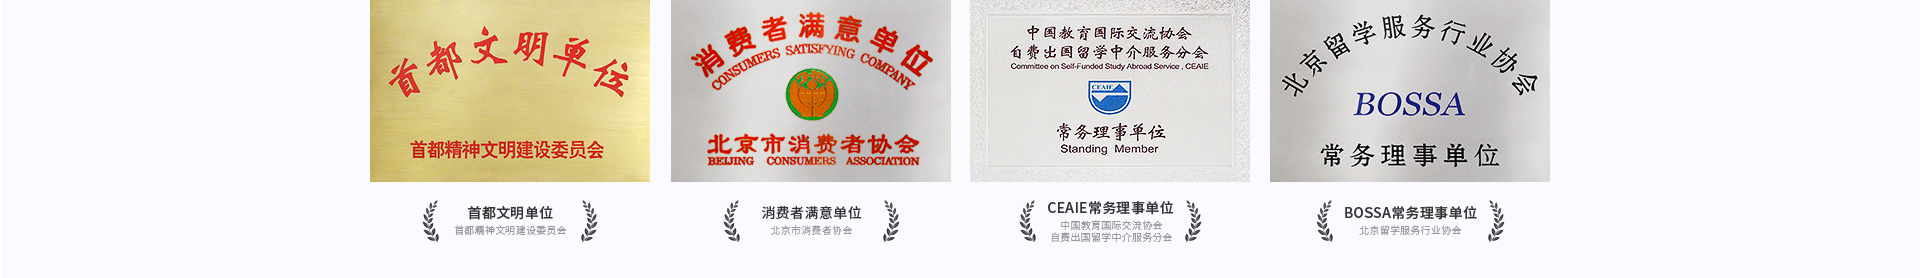 首都文明单位
首都精神文明建设委员会
消费者满意单位
CONSUMERS SATISFYING COMPANY
北京市消费者协会
BEIJING CONSUMERS ASSOCIATION
中国教育国际交流协会
自费出国留学中介服务分会
Committee on Self-Funded Study Abroad Service , CEAIE
CEAIE
常务理事单位
Standing Member
北京留学服务行业协会
BOSSA
常务理事单位
首都文明单位
首都精神文明建设委员会
消费者满意单位
北京市消费者协会
CEAIE常务理事单位
中国教育国际交流协会
自费出国留学中介服务分会
BOSSA常务理事单位
北京留学服务行业协会